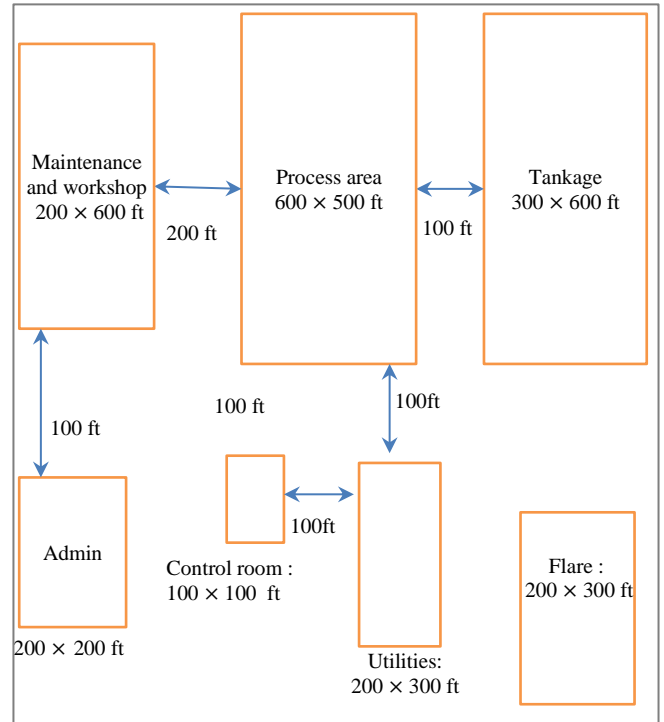 Maintenance
and workshop
200 × 600 ft
200 ft
Process area
600 × 500 ft
100 ft
Tankage
300 × 600 ft
100 ft
100 ft
100ft
100ft
Admin
200 × 200 ft
Control room :
100 × 100 ft
Utilities:
200 × 300 ft
Flare :
200 × 300 ft